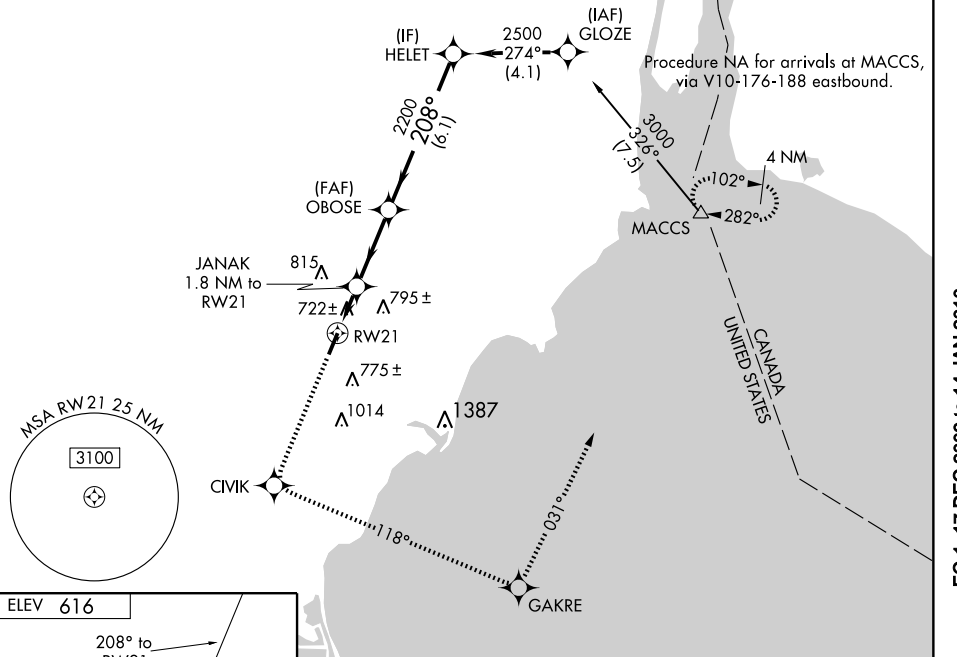 (IAF)
GLOZE
(IF)
HELET
2500
274°
(4.1)
Procedure NA for arrivals at MACCS,
via V10-176-188 eastbound.
2200
208°
(6.1)
3000
326°
(7.5)
4 NM
102°
282°
MACCS
(FAF)
OBOSE
JANAK
1.8 NM to
RW21
815
722±
795±
RW21
775±
1014
1387
CANADA
UNITED STATES
MSA RW21 25 NM
3100
CIVIK
118°
031°
GAKRE
ELEV 616
208° to
RW21